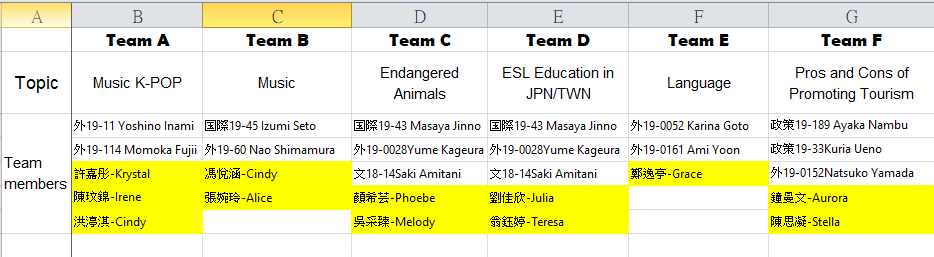 A B C D E F G
Team A Team B Team C Team D Team E Team F
Topic Music K-POP Music Endangered Animals ESL Education in JPN/TWN Language Pros and Cons of Promoting Tourism
Team members
外19-11 Yoshino Inami 国際19-45 Izumi Seto 国際19-43 Masaya Jinno 国際19-43 Masaya Jinno 外19-0052 Karina Goto 政策19-189 Ayaka Nambu
外19-114 Momoka Fujii 外19-60 Nao Shimamura 外19-0028Yume Kageura 外19-0028Yume Kageura 外19-0161 Ami Yoon 政策19-33Kuria Ueno
許嘉彤-Krystal 馮悅涵-Cindy 文18-14Saki Amitani 文18-14Saki Amitani 鄭逸亭-Grace 外19-0152Natsuko Yamada
陳玟錦-Irene 張婉玲-Alice 顏希芸-Phoebe 劉佳欣-Julia 鐘曼文-Aurora
洪渟淇-Cindy 吳采瑧-Melody 翁鈺婷-Teresa 陳思凝-Stella